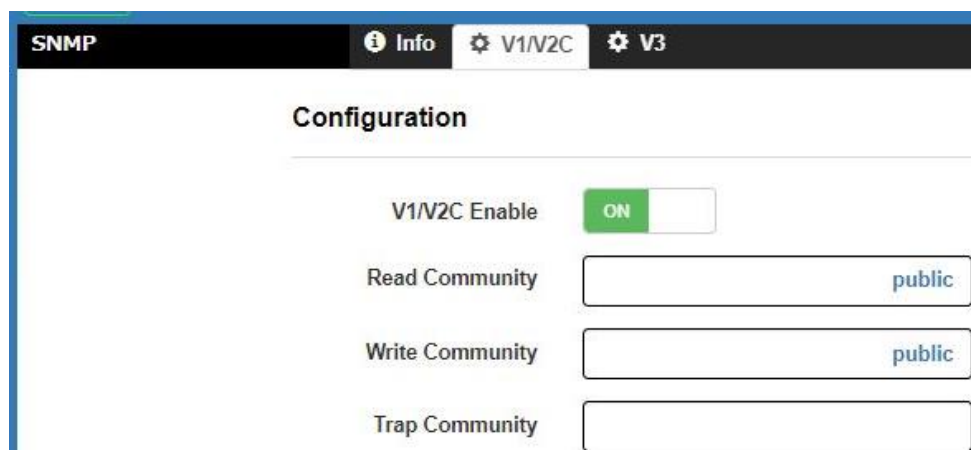 SNMP Info V1/V2C V3
Configuration
V1/V2C Enable ON
Read Community public
Write Community public
Trap Community